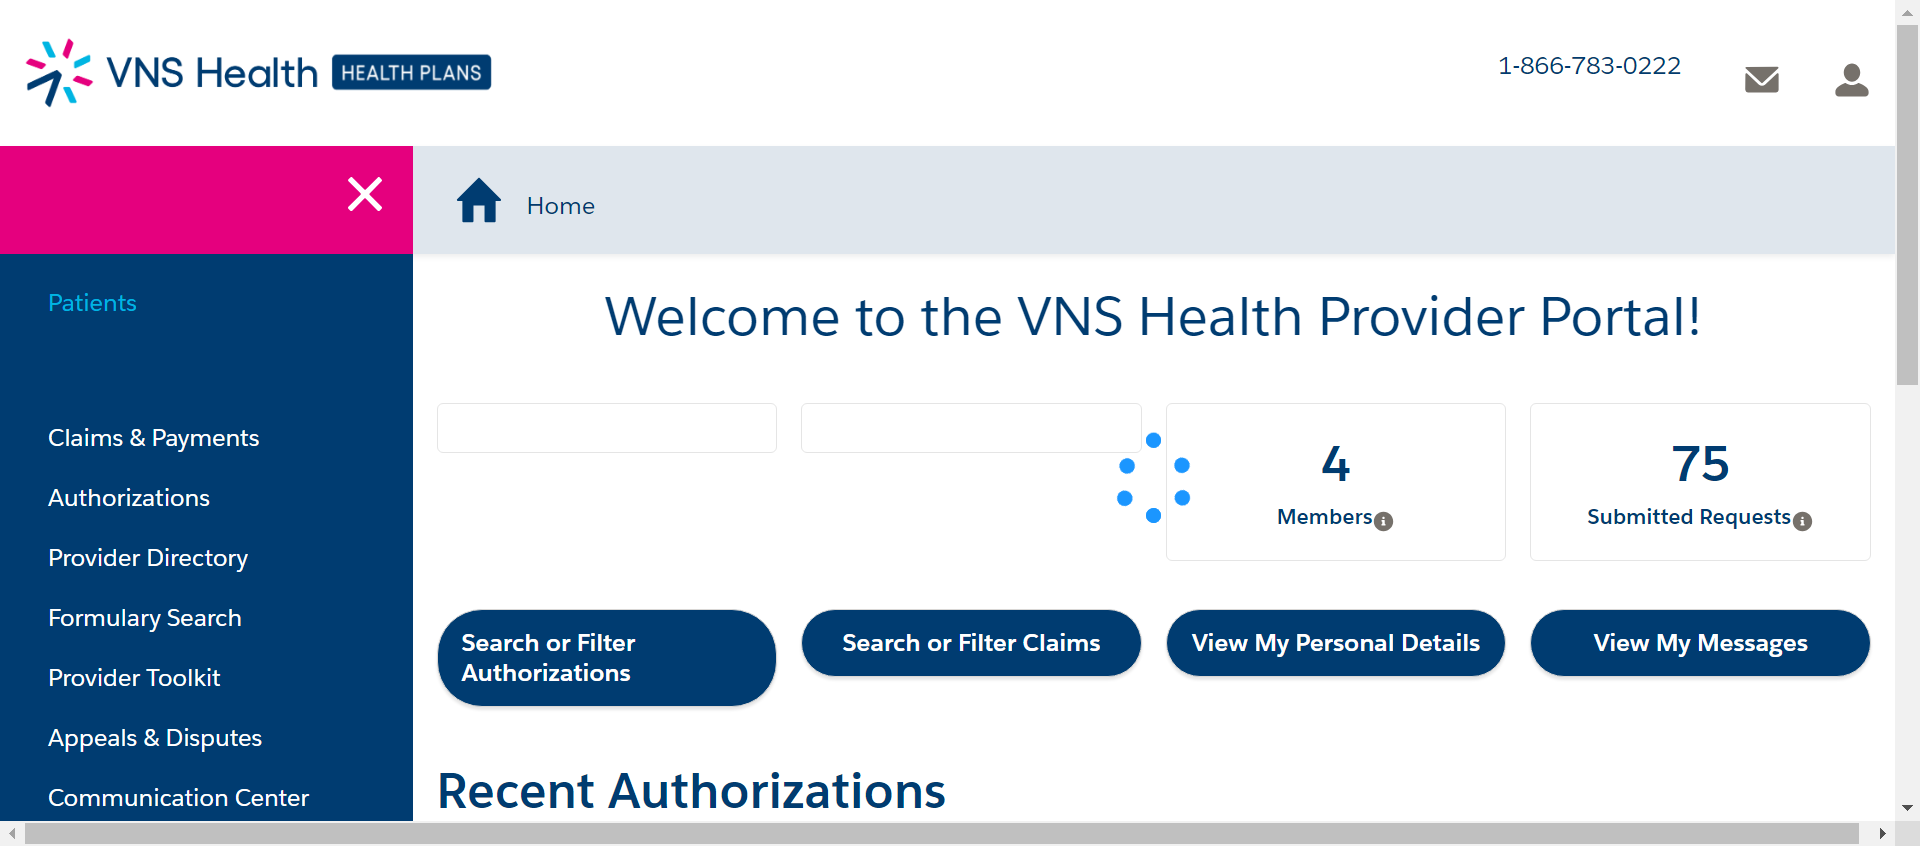 VNS Health HEALTH PLANS
1-866-783-0222
Home
Patients
Claims & Payments
Authorizations
Provider Directory
Formulary Search
Provider Toolkit
Appeals & Disputes
Communication Center
Welcome to the VNS Health Provider Portal!
4
Members
75
Submitted Requests
Search or Filter
Authorizations
Search or Filter Claims
View My Personal Details
View My Messages
Recent Authorizations